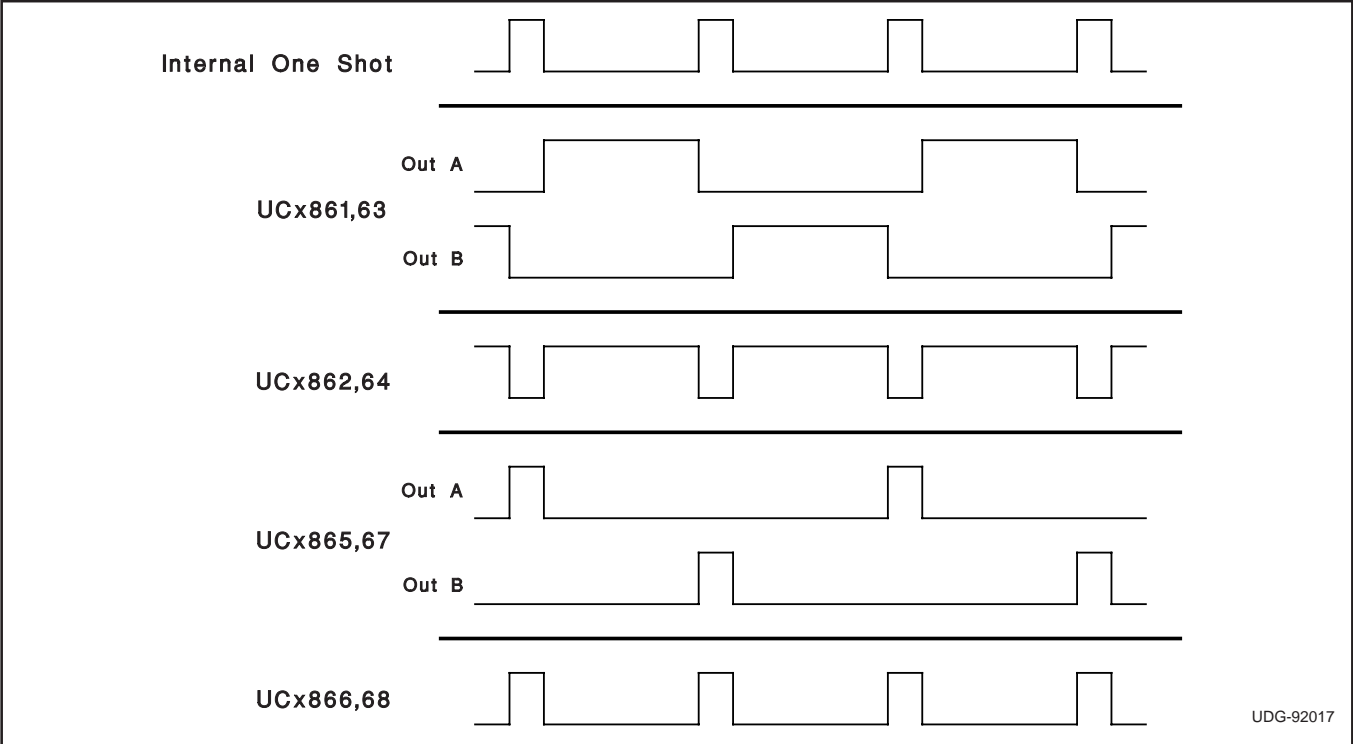 Internal One Shot
Out A
UCx861,63
Out B
UCx862,64
Out A
UCx865,67
Out B
UCx866,68
UDG-92017